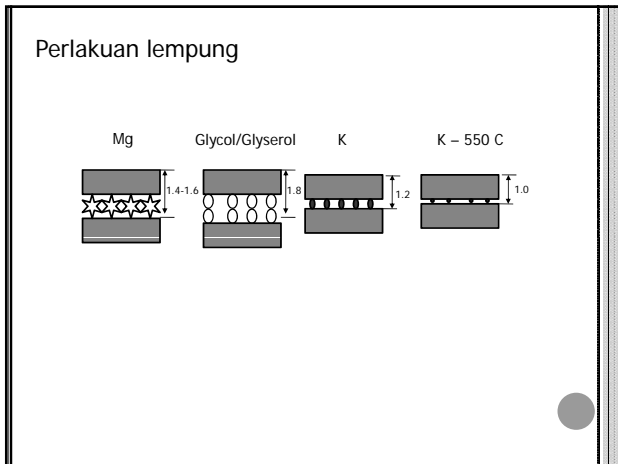 Perlakuan lempung
Mg Glycol/Glyserol K K – 550 C
1.4-1.6 1.8 1.2 1.0